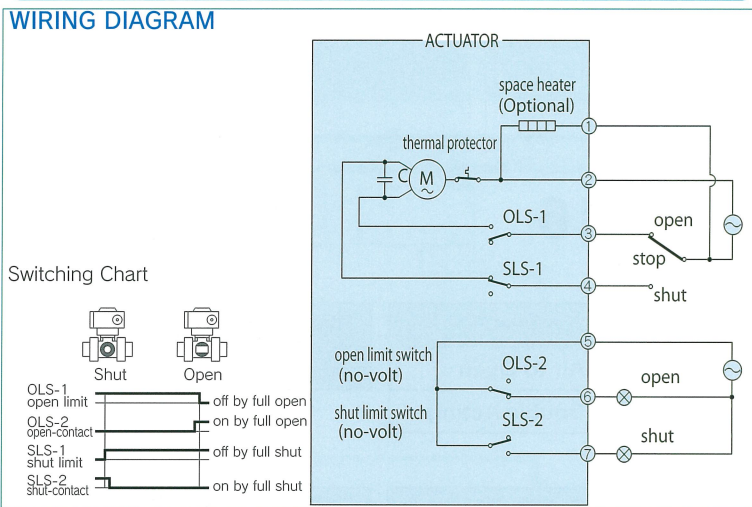 WIRING DIAGRAM
ACTUATOR
space heater
(Optional)
①
thermal protector
C
M
②
OLS-1
③
open
stop
SLS-1
④
shut
Switching Chart
Shut
Open
OLS-1
open limit
off by full open
OLS-2
open-contact
on by full open
SLS-1
shut limit
off by full shut
SLS-2
shut-contact
on by full shut
⑤
open limit switch
(no-volt)
OLS-2
⑥
open
shut limit switch
(no-volt)
SLS-2
⑦
shut